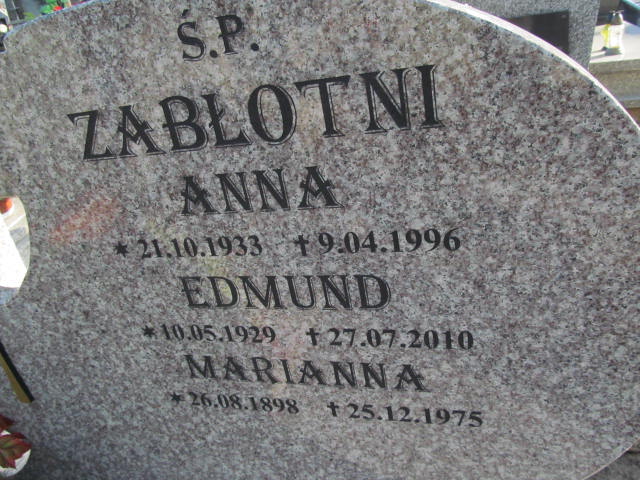 Ś.P.
ZABŁOTNI
ANNA
* 21.10.1933 † 9.04.1996
EDMUND
* 10.05.1929 † 27.07.2010
MARIANNA
* 26.08.1898 † 25.12.1975